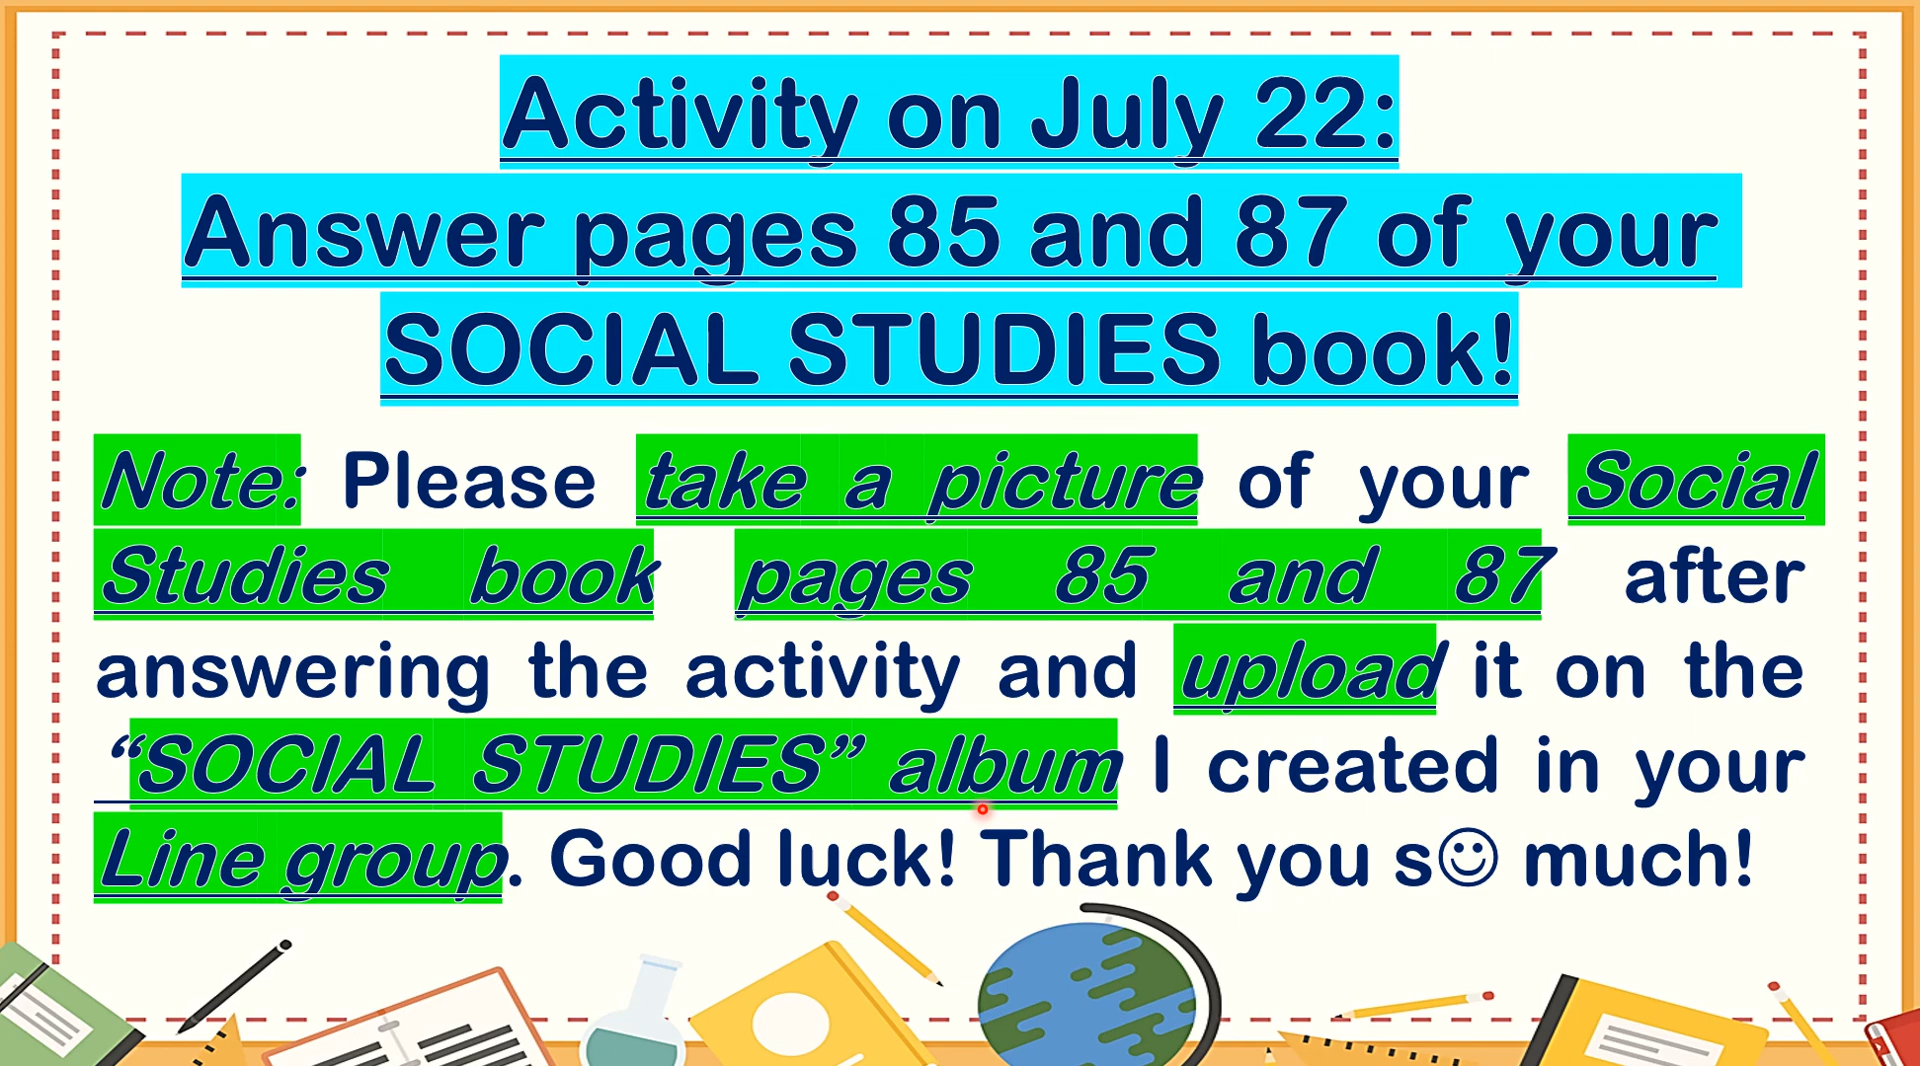 Activity on July 22:
Answer pages 85 and 87 of your
SOCIAL STUDIES book!
Note: Please take a picture of your Social
Studies book pages 85 and 87 after
answering the activity and upload it on the
“SOCIAL STUDIES” album I created in your
Line group. Good luck! Thank you s☺ much!